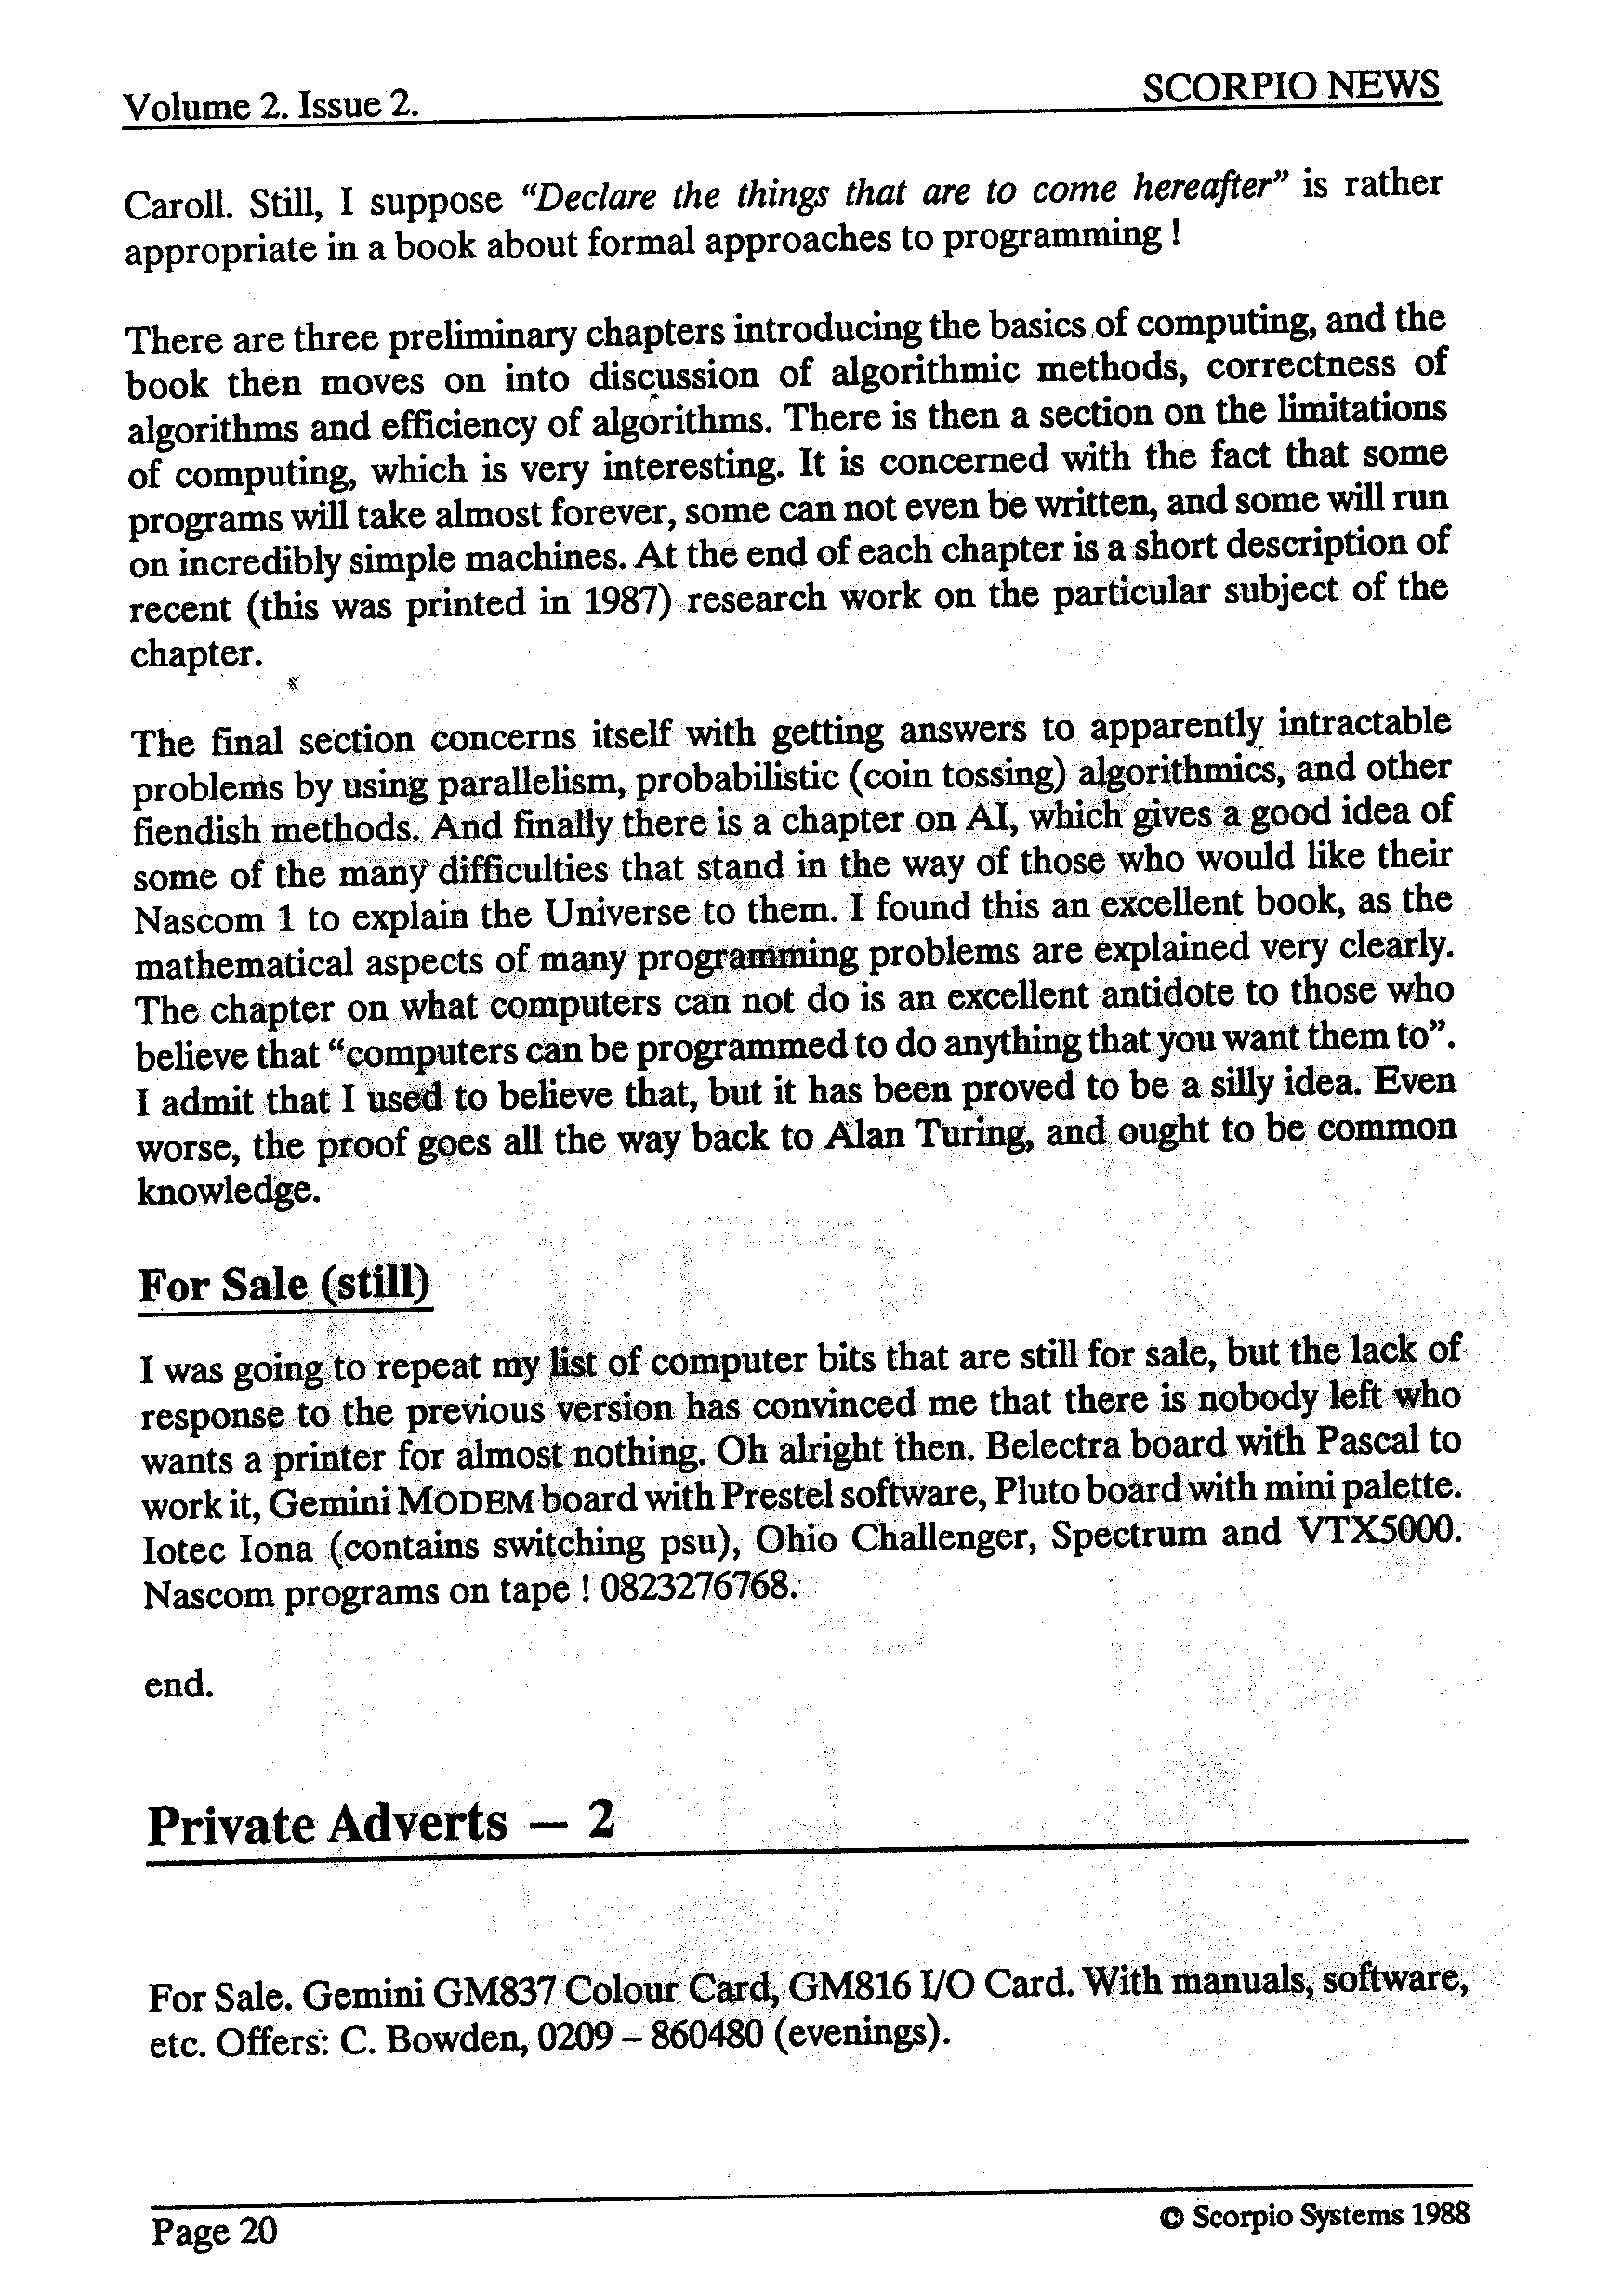 Volume 2. Issue 2.
SCORPIO NEWS
Caroll. Still, I suppose “Declare the things that are to come hereafter” is rather
appropriate in a book about formal approaches to programming !
There are three preliminary chapters introducing the basics of computing, and the
book then moves on into discussion of algorithmic methods, correctness of
algorithms and efficiency of algorithms. There is then a section on the limitations
of computing, which is very interesting. It is concerned with the fact that some
programs will take almost forever, some can not even be written, and some will run
on incredibly simple machines. At the end of each chapter is a short description of
recent (this was printed in 1987) research work on the particular subject of the
chapter.
The final section concerns itself with getting answers to apparently intractable
problems by using parallelism, probabilistic (coin tossing) algorithmics, and other
fiendish methods. And finally there is a chapter on AI, which gives a good idea of
some of the many difficulties that stand in the way of those who would like their
Nascom 1 to explain the Universe to them. I found this an excellent book, as the
mathematical aspects of many programming problems are explained very clearly.
The chapter on what computers can not do is an excellent antidote to those who
believe that “computers can be programmed to do anything that you want them to”.
I admit that I used to believe that, but it has been proved to be a silly idea. Even
worse, the proof goes all the way back to Alan Turing, and ought to be common
knowledge.
For Sale (still)
I was going to repeat my list of computer bits that are still for sale, but the lack of
response to the previous version has convinced me that there is nobody left who
wants a printer for almost nothing. Oh alright then. Belectra board with Pascal to
work it, Gemini MODEM board with Prestel software, Pluto board with mini palette.
Iotec Iona (contains switching psu), Ohio Challenger, Spectrum and VTX5000.
Nascom programs on tape ! 0823276768.
end.
Private Adverts — 2
For Sale. Gemini GM837 Colour Card, GM816 I/O Card. With manuals, software,
etc. Offers: C. Bowden, 0209 – 860480 (evenings).
Page 20
© Scorpio Systems 1988